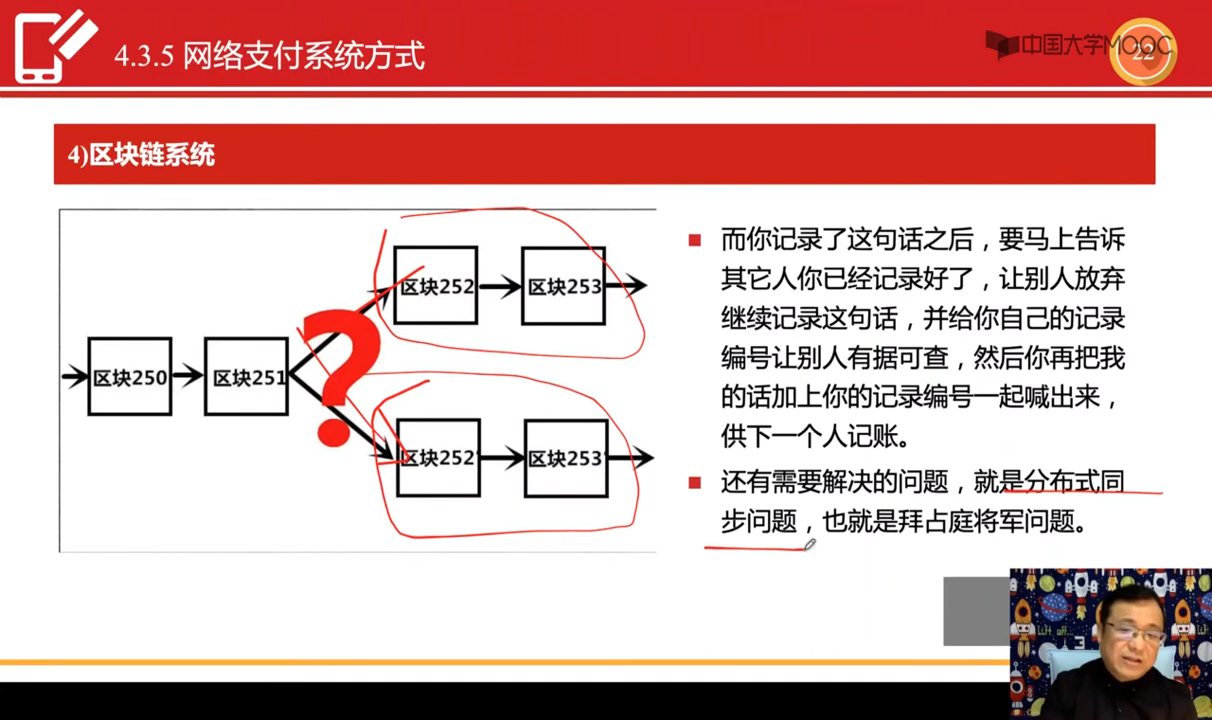 4.3.5 网络支付系统方式
中国大学MOOC
22
4)区块链系统
区块252
区块253
区块250
区块251
?
区块252
区块253
而你记录了这句话之后，要马上告诉
其它人你已经记录好了，让别人放弃
继续记录这句话，并给你自己的记录
编号让别人有据可查，然后你再把我
的话加上你的记录编号一起喊出来，
供下一个人记账。
还有需要解决的问题，就是分布式同
步问题，也就是拜占庭将军问题。